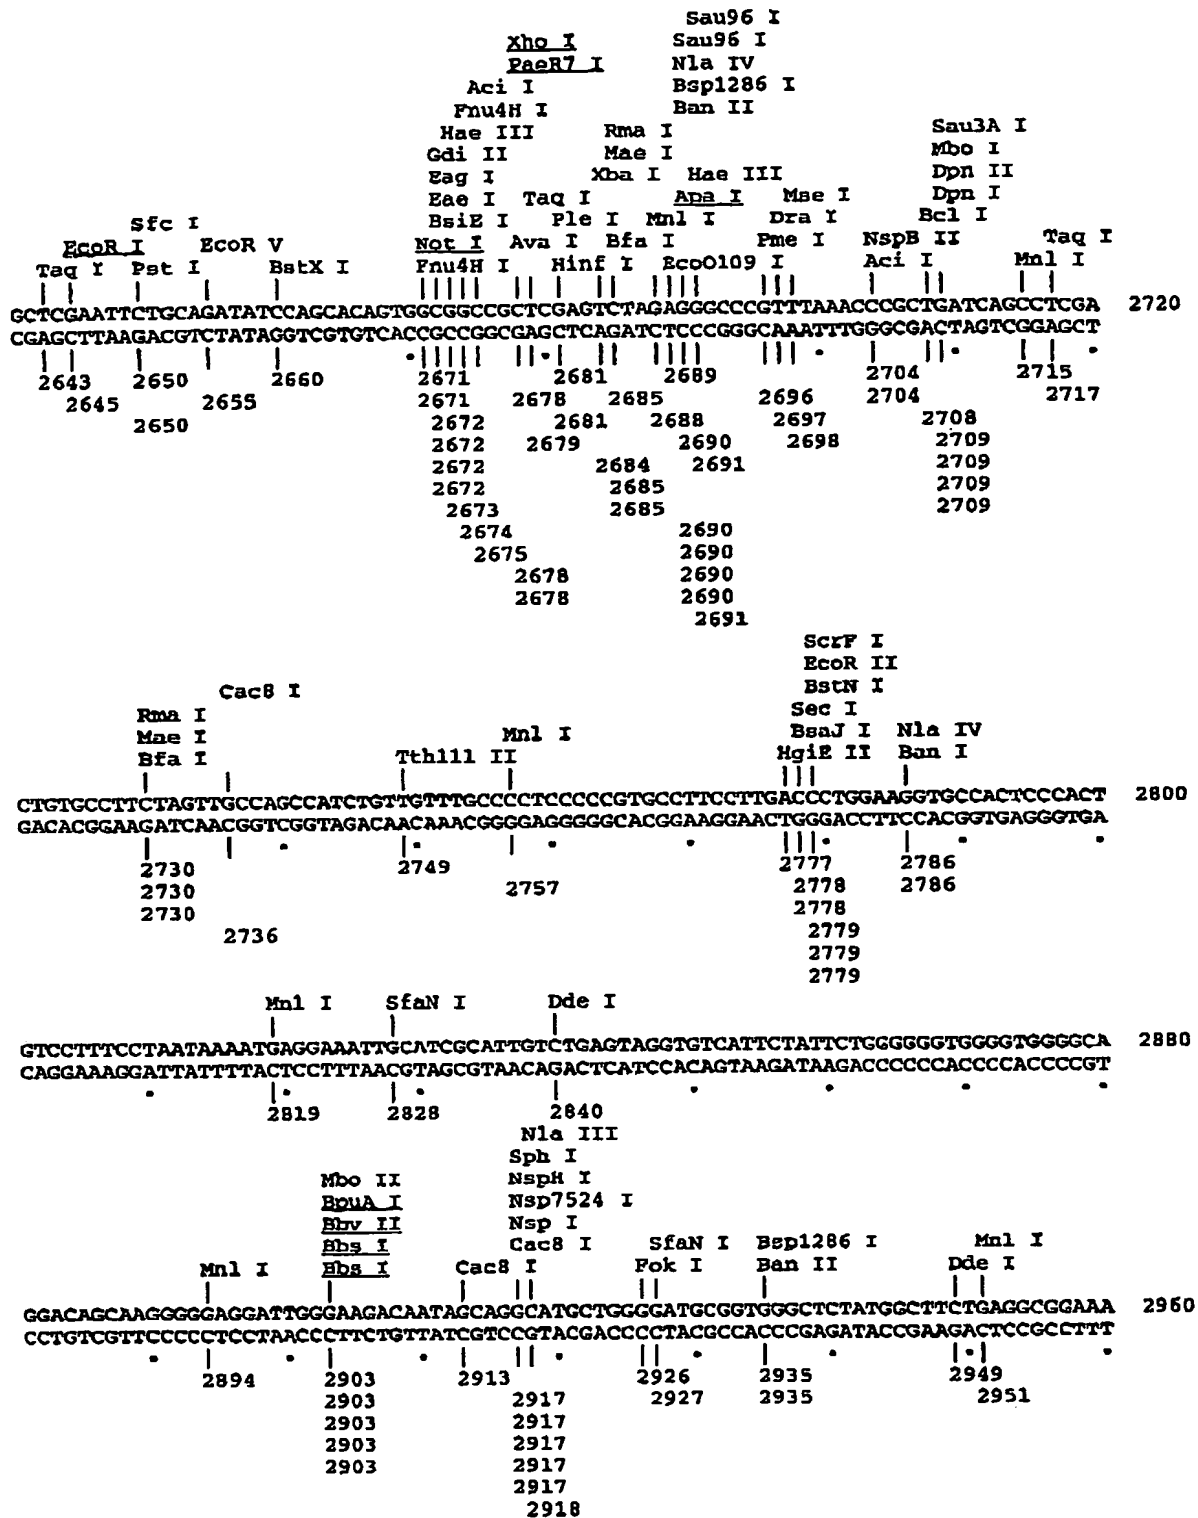 Sau96 I
Xho I Sau96 I
PaeR7 I Nla IV
Aci I Bsp1286 I
Fnu4H I Ban II
Hae III Rma I Sau3A I
Gdi II Mae I Mbo I
Eag I Xba I Hae III Dpn II
Eae I Taq I Apa I Mse I Dpn I
Sfc I BsiE I Ple I Mnl I Dra I Bcl I
EcoR I EcoR V Not I Ava I Bfa I Pme I NspB II Taq I
Taq I Pst I BstX I Fnu4H I Hinf I EcoO109 I Aci I Mnl I
GCTCGAATTCTGCAGATATCCAGCACAGTGGCGGCCGCTCGAGTCTAGAGGGCCCGTTTAAACCCGCTGATCAGCCTCGA 2720
CGAGCTTAAGACGTCTATAGGTCGTGTCACCGCCGGCGAGCTCAGATCTCCCGGGCAAATTTGGGCGACTAGTCGGAGCT
2643 2650 2660 2671 2681 2689 2704 2715
2645 2655 2671 2678 2685 2696 2704 2717
2650 2672 2681 2688 2697 2708
2672 2679 2690 2698 2709
2672 2684 2691 2709
2672 2685 2709
2673 2685 2709
2674 2690
2675 2690
2678 2690
2678 2690
2691
ScrF I
EcoR II
Cac8 I BstN I
Rma I Sec I
Mae I Mnl I BsaJ I Nla IV
Bfa I Tth111 II HgiE II Ban I
CTGTGCCTTCTAGTTGCCAGCCATCTGTTGTTTGCCCCTCCCCCGTGCCTTCCTTGACCCTGGAAGGTGCCACTCCCACT 2800
GACACGGAAGATCAACGGTCGGTAGACAACAAACGGGGAGGGGGCACGGAAGGAACTGGGACCTTCCACGGTGAGGGTGA
2730 2749 2777 2786
2730 2757 2778 2786
2730 2778
2736 2779
2779
2779
Mnl I SfaN I Dde I
GTCCTTTCCTAATAAAATGAGGAAATTGCATCGCATTGTCTGAGTAGGTGTCATTCTATTCTGGGGGGTGGGGTGGGGCA 2880
CAGGAAAGGATTATTTTACTCCTTTAACGTAGCGTAACAGACTCATCCACAGTAAGATAAGACCCCCCACCCCACCCCGT
2819 2828 2840
Nla III
Sph I
Mbo II NspH I
BpuA I Nsp7524 I
Bbv II Nsp I
Bbs I Cac8 I SfaN I Bsp1286 I Mnl I
Mnl I Bbs I Cac8 I Fok I Ban II Dde I
GGACAGCAAGGGGGAGGATTGGGAAGACAATAGCAGGCATGCTGGGGATGCGGTGGGCTCTATGGCTTCTGAGGCGGAAA 2960
CCTGTCGTTCCCCCTCCTAACCCTTCTGTTATCGTCCGTACGACCCCTACGCCACCCGAGATACCGAAGACTCCGCCTTT
2894 2903 2913 2926 2935 2949
2903 2917 2927 2935 2951
2903 2917
2903 2917
2903 2917
2917
2918